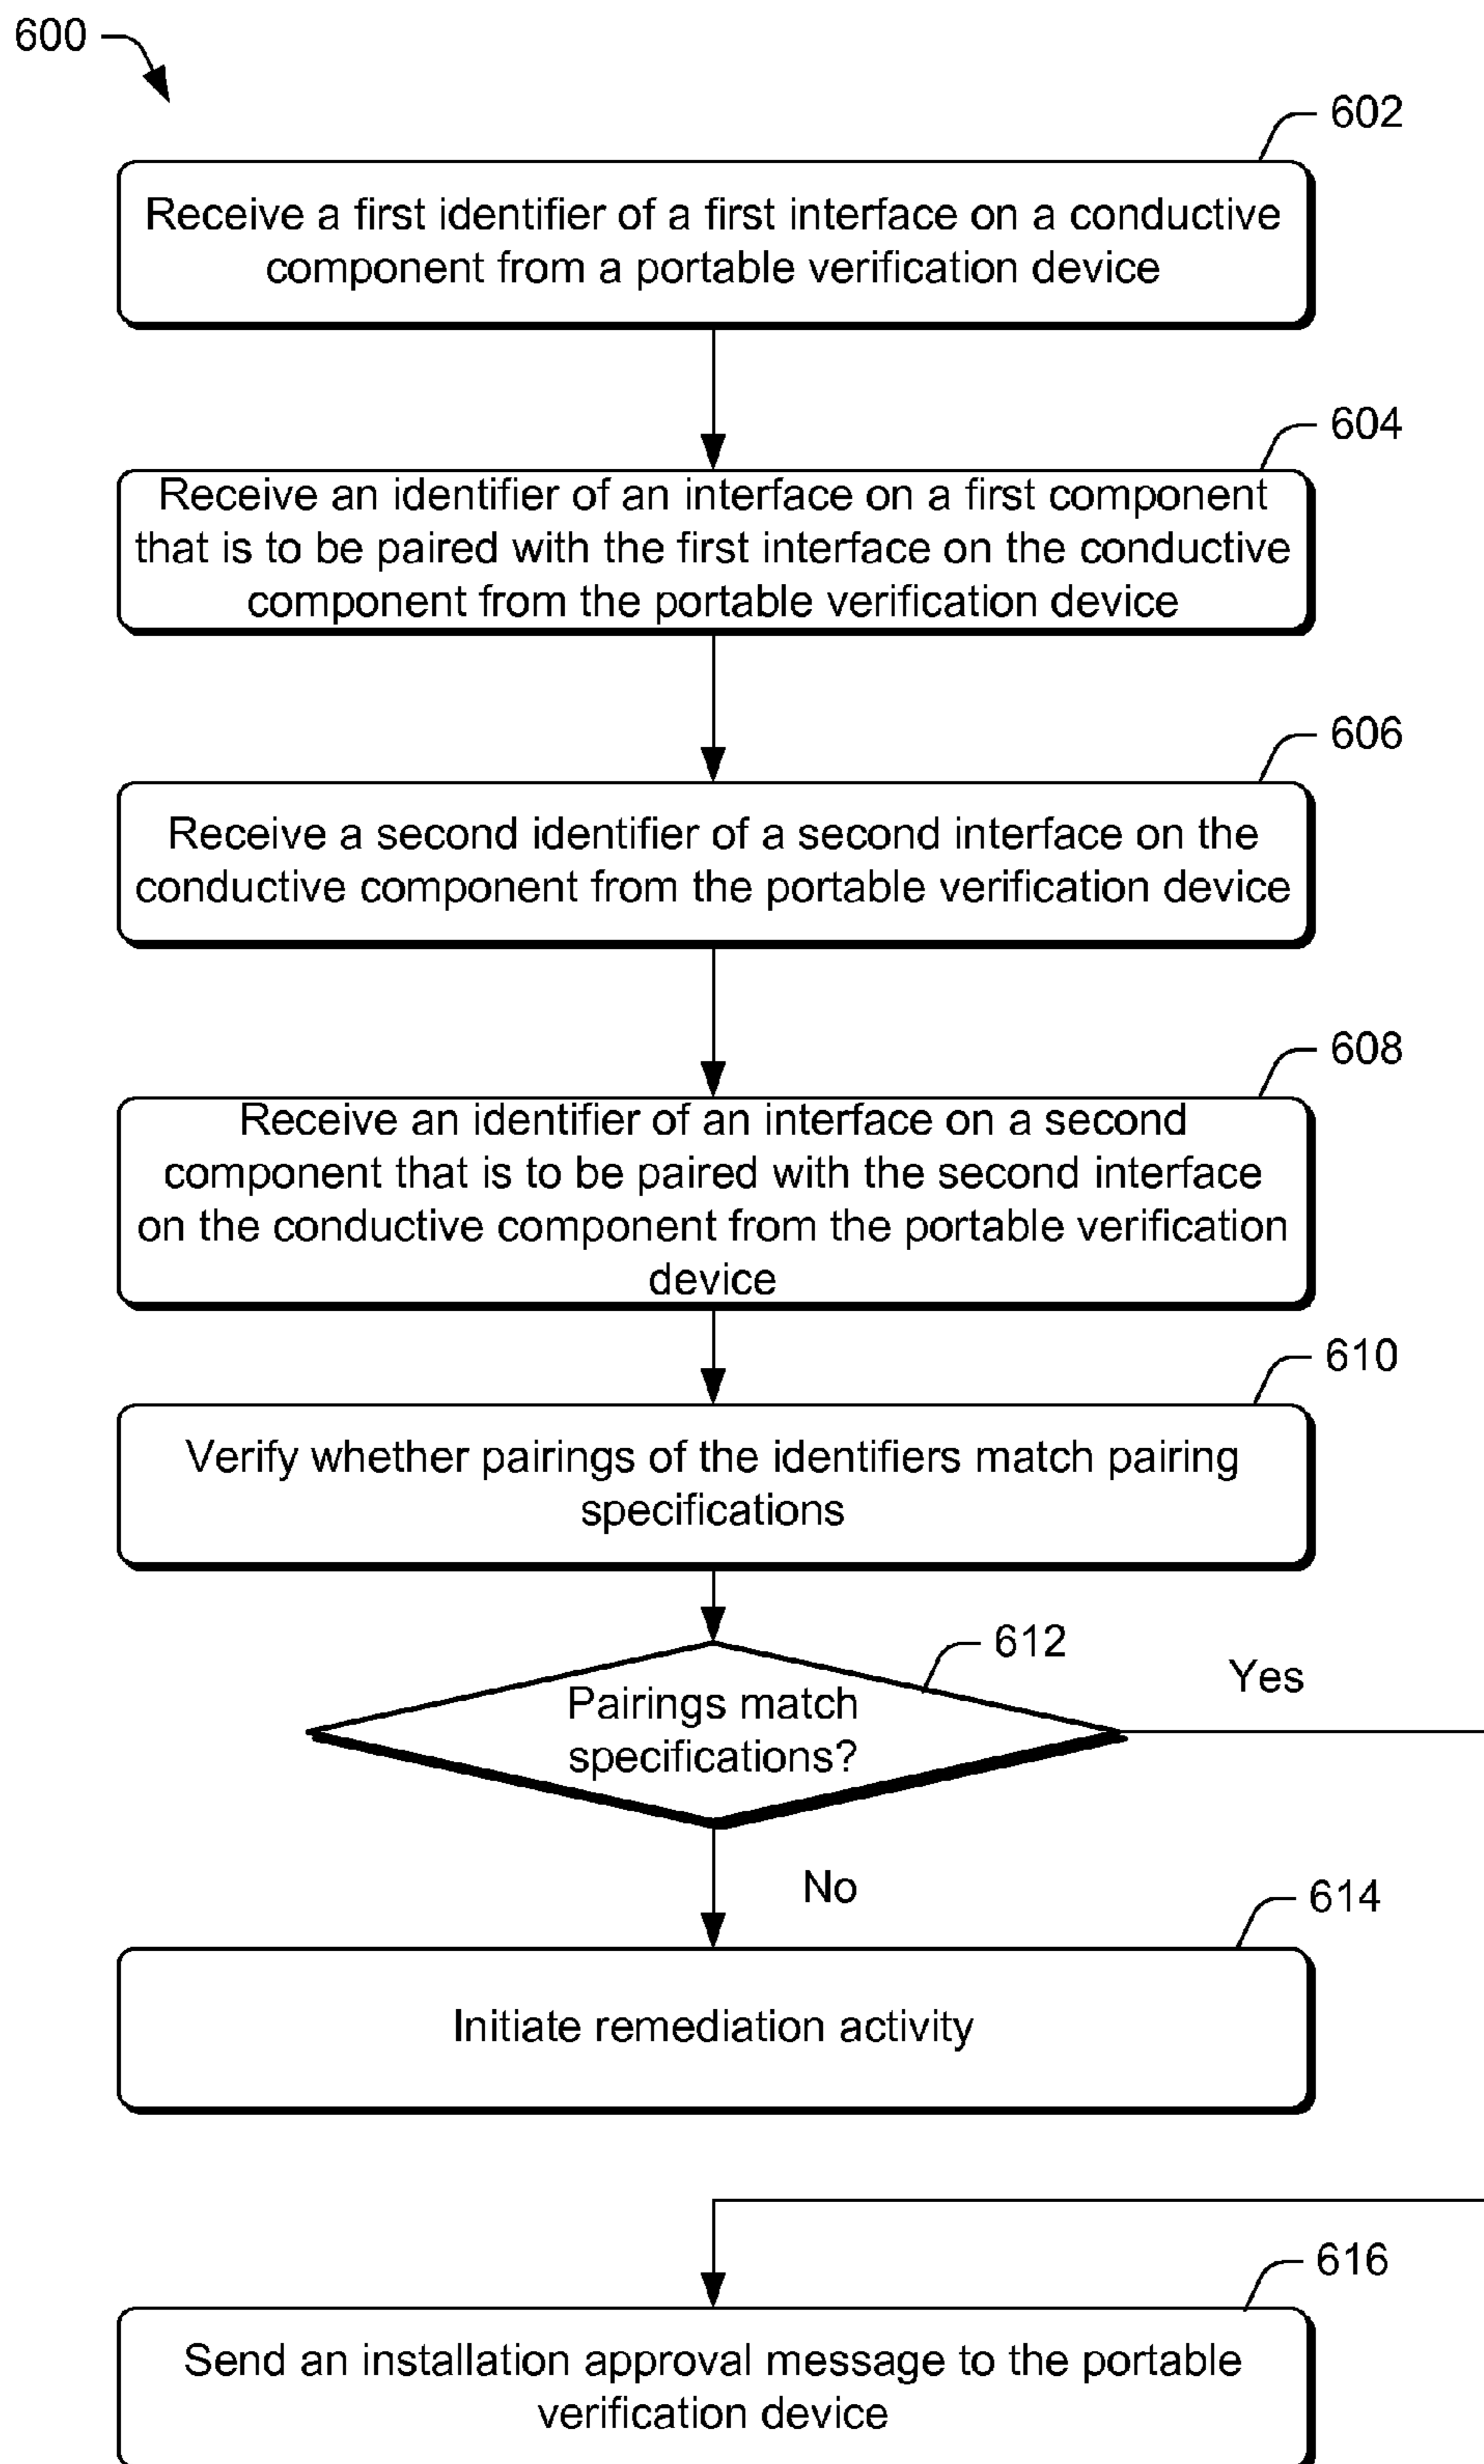 600
602
Receive a first identifier of a first interface on a conductive
component from a portable verification device
604
Receive an identifier of an interface on a first component
that is to be paired with the first interface on the conductive
component from the portable verification device
606
Receive a second identifier of a second interface on the
conductive component from the portable verification device
608
Receive an identifier of an interface on a second
component that is to be paired with the second interface
on the conductive component from the portable verification
device
610
Verify whether pairings of the identifiers match pairing
specifications
612
Pairings match
specifications?
Yes
No
614
Initiate remediation activity
616
Send an installation approval message to the portable
verification device